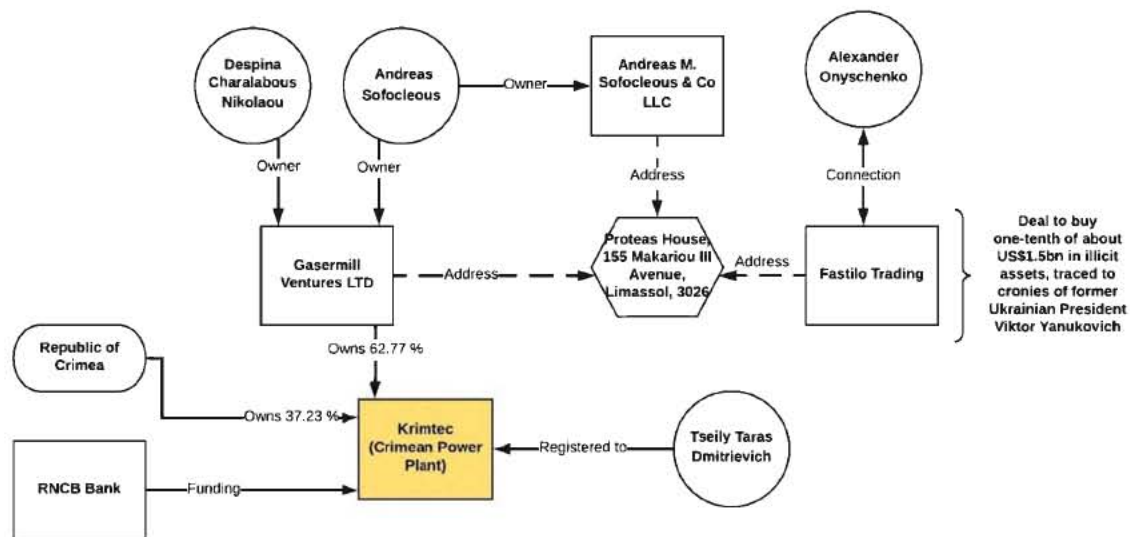 Despina
Charalabous
Nikolaou
Andreas
Sofocleous
Owner
Andreas M.
Sofocleous & Co
LLC
Alexander
Onyschenko
Owner
Owner
Address
Connection
Gasermill
Ventures LTD
Address
Proteas House,
155 Makariou III
Avenue,
Limassol, 3026
Address
Fastilo Trading
Deal to buy
one-tenth of about
US$1.5bn in illicit
assets, traced to
cronies of former
Ukrainian President
Viktor Yanukovich
Owns 62.77 %
Republic of
Crimea
Owns 37.23 %
Krimtec
(Crimean Power
Plant)
Registered to
Tseily Taras
Dmitrievich
RNCB Bank
Funding